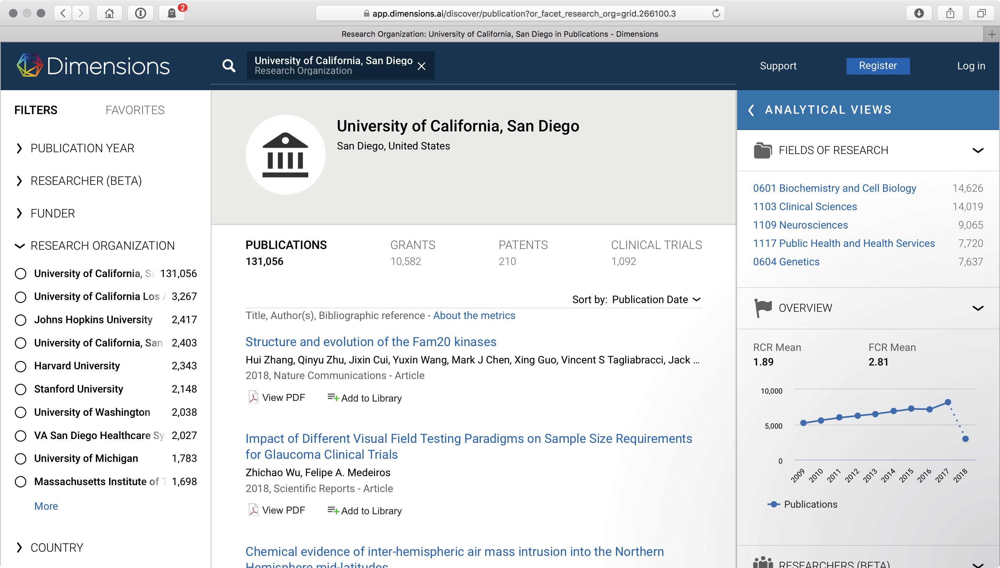 2
app.dimensions.ai/discover/publication?or_facet_research_org=grid.266100.3
Research Organization: University of California, San Diego in Publications - Dimensions
Dimensions
University of California, San Diego
Research Organization
Support
Register
Log in
FILTERS
FAVORITES
PUBLICATION YEAR
RESEARCHER (BETA)
FUNDER
RESEARCH ORGANIZATION
University of California, Sa 131,056
University of California Los A 3,267
Johns Hopkins University 2,417
University of California, San 2,403
Harvard University 2,343
Stanford University 2,148
University of Washington 2,038
VA San Diego Healthcare Sys 2,027
University of Michigan 1,783
Massachusetts Institute of T 1,698
More
COUNTRY
University of California, San Diego
San Diego, United States
PUBLICATIONS
131,056
GRANTS
10,582
PATENTS
210
CLINICAL TRIALS
1,092
Sort by: Publication Date
Title, Author(s), Bibliographic reference - About the metrics
Structure and evolution of the Fam20 kinases
Hui Zhang, Qinyu Zhu, Jixin Cui, Yuxin Wang, Mark J Chen, Xing Guo, Vincent S Tagliabracci, Jack ...
2018, Nature Communications - Article
View PDF Add to Library
Impact of Different Visual Field Testing Paradigms on Sample Size Requirements
for Glaucoma Clinical Trials
Zhichao Wu, Felipe A. Medeiros
2018, Scientific Reports - Article
View PDF Add to Library
Chemical evidence of inter-hemispheric air mass intrusion into the Northern
Hemisphere mid-latitudes
ANALYTICAL VIEWS
FIELDS OF RESEARCH
0601 Biochemistry and Cell Biology 14,626
1103 Clinical Sciences 14,019
1109 Neurosciences 9,065
1117 Public Health and Health Services 7,720
0604 Genetics 7,637
OVERVIEW
RCR Mean
1.89
FCR Mean
2.81
10,000
5,000
0
2009 2010 2011 2012 2013 2014 2015 2016 2017 2018
Publications
RESEARCHERS (BETA)